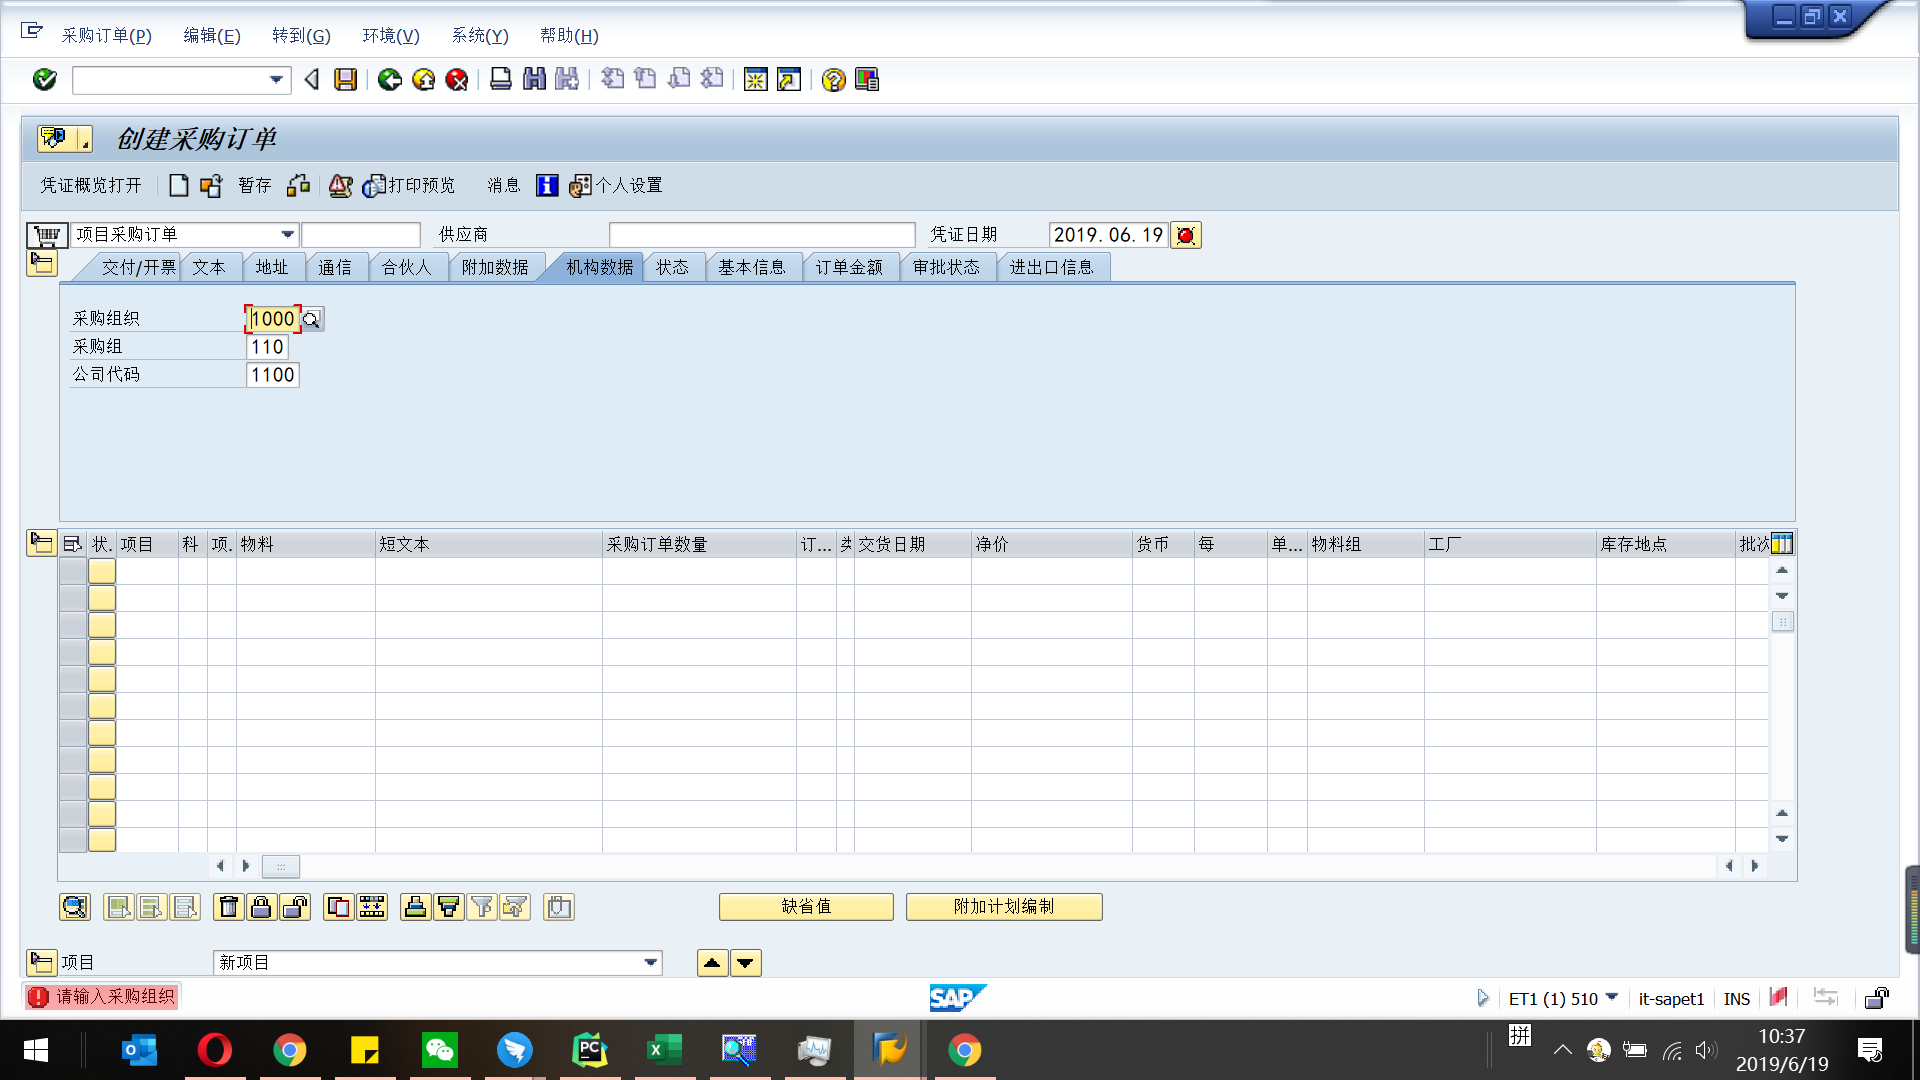 采购订单(P) 编辑(E) 转到(G) 环境(V) 系统(Y) 帮助(H)
创建采购订单
凭证概览打开 暂存 打印预览 消息 个人设置
项目采购订单 供应商 凭证日期 2019.06.19
交付/开票 文本 地址 通信 合伙人 附加数据 机构数据 状态 基本信息 订单金额 审批状态 进出口信息
采购组织 1000
采购组 110
公司代码 1100
状. 项目 科 项. 物料 短文本 采购订单数量 订... 交货日期 净价 货币 每 单... 物料组 工厂 库存地点 批次
缺省值 附加计划编制
项目 新项目
请输入采购组织 SAP ET1 (1) 510 it-sapet1 INS
拼 10:37
2019/6/19